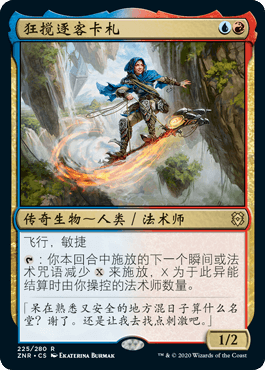 狂搅逐客卡札
传奇生物～人类／法术师
飞行，敏捷
：你本回合中施放的下一个瞬间或法
术咒语减少 X 来施放，X 为于此异能
结算时由你操控的法术师数量。
「呆在熟悉又安全的地方混日子算什么名
堂？谢了。还是让我去找点刺激吧。」
1/2
225/280 R
ZNR • CS EKATERINA BURMAK
™ & © 2020 Wizards of the Coast